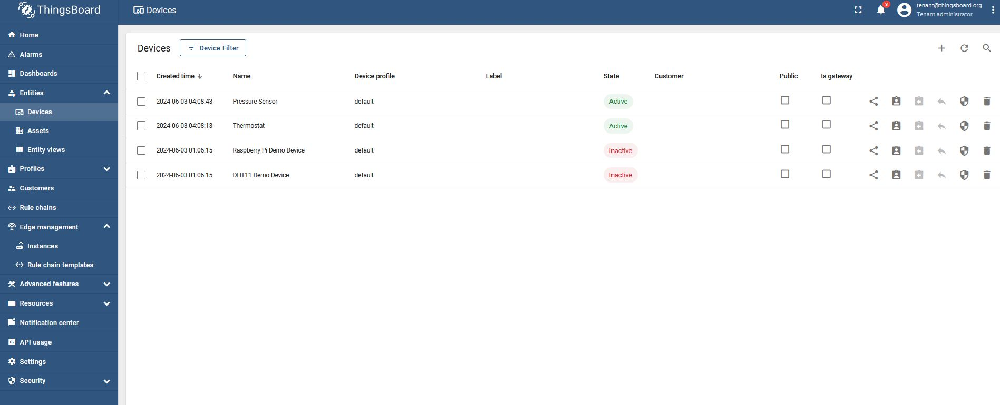 ThingsBoard
Devices
3
tenant@thingsboard.org
Tenant administrator
Home
Alarms
Dashboards
Entities
Devices
Assets
Entity views
Profiles
Customers
Rule chains
Edge management
Instances
Rule chain templates
Advanced features
Resources
Notification center
API usage
Settings
Security
Devices Device Filter
Created time Name Device profile Label State Customer Public Is gateway
2024-06-03 04:08:43 Pressure Sensor default Active
2024-06-03 04:08:13 Thermostat default Active
2024-06-03 01:06:15 Raspberry Pi Demo Device default Inactive
2024-06-03 01:06:15 DHT11 Demo Device default Inactive